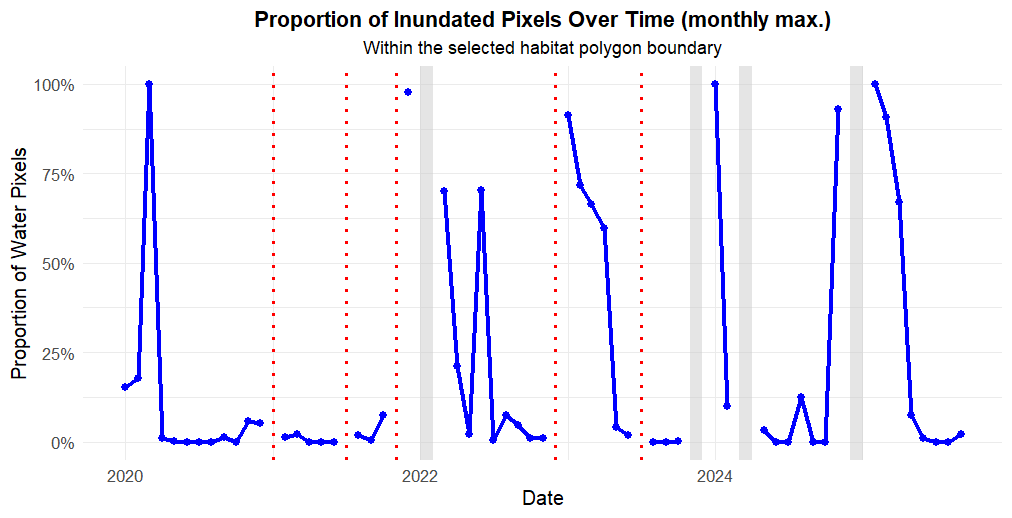 Proportion of Inundated Pixels Over Time (monthly max.)
Within the selected habitat polygon boundary
Proportion of Water Pixels
100%
75%
50%
25%
0%
2020
2022
2024
Date